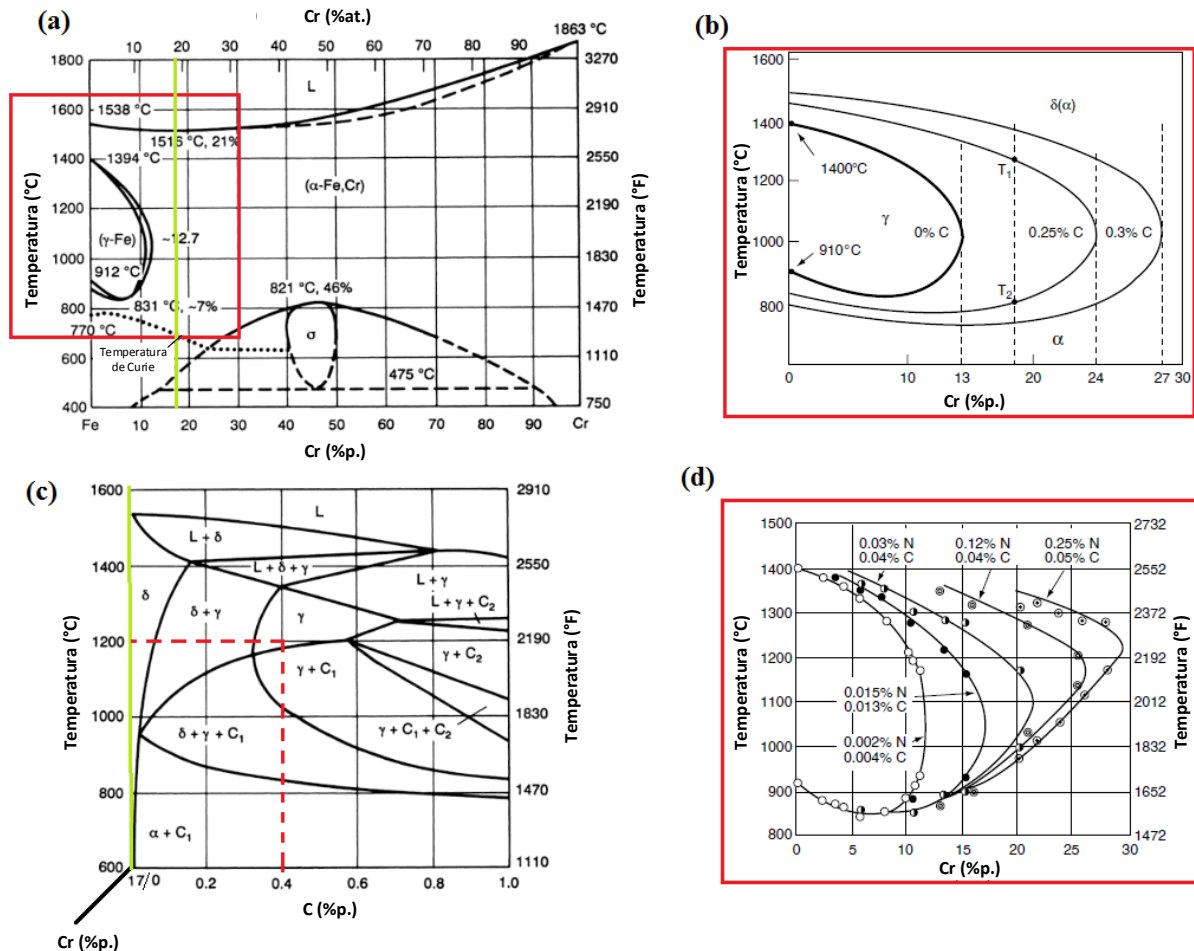 (a)
Cr (%at.)
10 20 30 40 50 60 70 80 90
1863 °C
1800
1600
1400
1200
1000
800
600
400
Temperatura (°C)
3270
2910
2550
2190
1830
1470
1110
750
Temperatura (°F)
L
1538 °C
1516 °C, 21%
1394 °C
(α-Fe,Cr)
(γ-Fe)
~12.7
912 °C
831 °C, ~7%
821 °C, 46%
770 °C
Temperatura
de Curie
σ
475 °C
Fe 10 20 30 40 50 60 70 80 90 Cr
Cr (%p.)
(b)
1600
1400
1200
1000
800
Temperatura (°C)
δ(α)
1400°C
T1
γ
0% C
0.25% C
0.3% C
910°C
T2
α
0 10 13 20 24 27 30
Cr (%p.)
(c)
1600
1400
1200
1000
800
600
Temperatura (°C)
2910
2550
2190
1830
1470
1110
Temperatura (°F)
L
L + δ
L + δ + γ
L + γ
L + γ + C2
δ
δ + γ
γ
γ + C1
γ + C2
δ + γ + C1
γ + C1 + C2
α + C1
17/0 0.2 0.4 0.6 0.8 1.0
C (%p.)
Cr (%p.)
(d)
1500
1400
1300
1200
1100
1000
900
800
Temperatura (°C)
2732
2552
2372
2192
2012
1832
1652
1472
Temperatura (°F)
0.03% N
0.04% C
0.12% N
0.04% C
0.25% N
0.05% C
0.015% N
0.013% C
0.002% N
0.004% C
0 5 10 15 20 25 30
Cr (%p.)